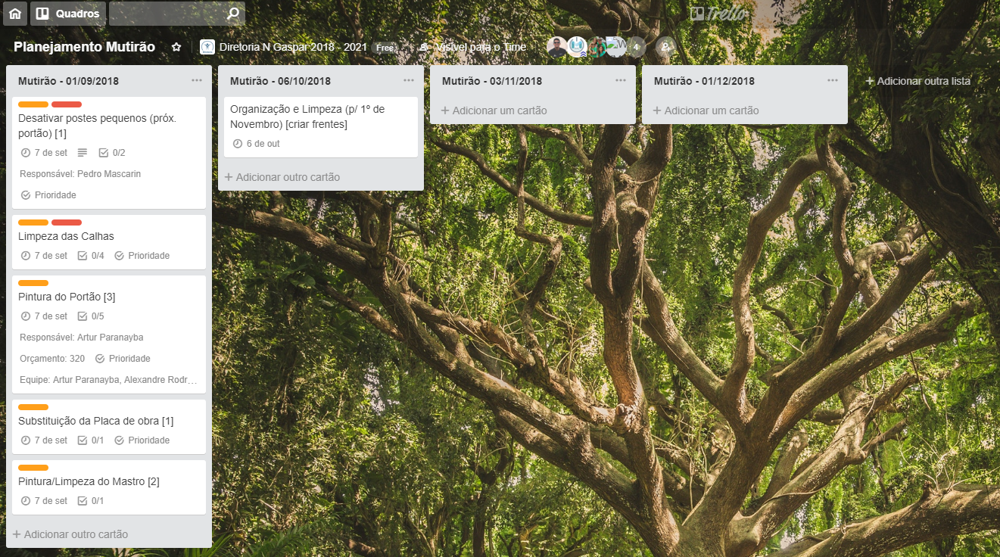 Quadros
Trello
Planejamento Mutirão
Diretoria N Gaspar 2018 - 2021
Free
Visível para o Time
4
Mutirão - 01/09/2018
Desativar postes pequenos (próx.
portão) [1]
7 de set
0/2
Responsável: Pedro Mascarin
Prioridade
Limpeza das Calhas
7 de set
0/4
Prioridade
Pintura do Portão [3]
7 de set
0/5
Responsável: Artur Paranayba
Orçamento: 320
Prioridade
Equipe: Artur Paranayba, Alexandre Rodr…
Substituição da Placa de obra [1]
7 de set
0/1
Prioridade
Pintura/Limpeza do Mastro [2]
7 de set
0/1
+ Adicionar outro cartão
Mutirão - 06/10/2018
Organização e Limpeza (p/ 1º de
Novembro) [criar frentes]
6 de out
+ Adicionar outro cartão
Mutirão - 03/11/2018
+ Adicionar um cartão
Mutirão - 01/12/2018
+ Adicionar um cartão
+ Adicionar outra lista